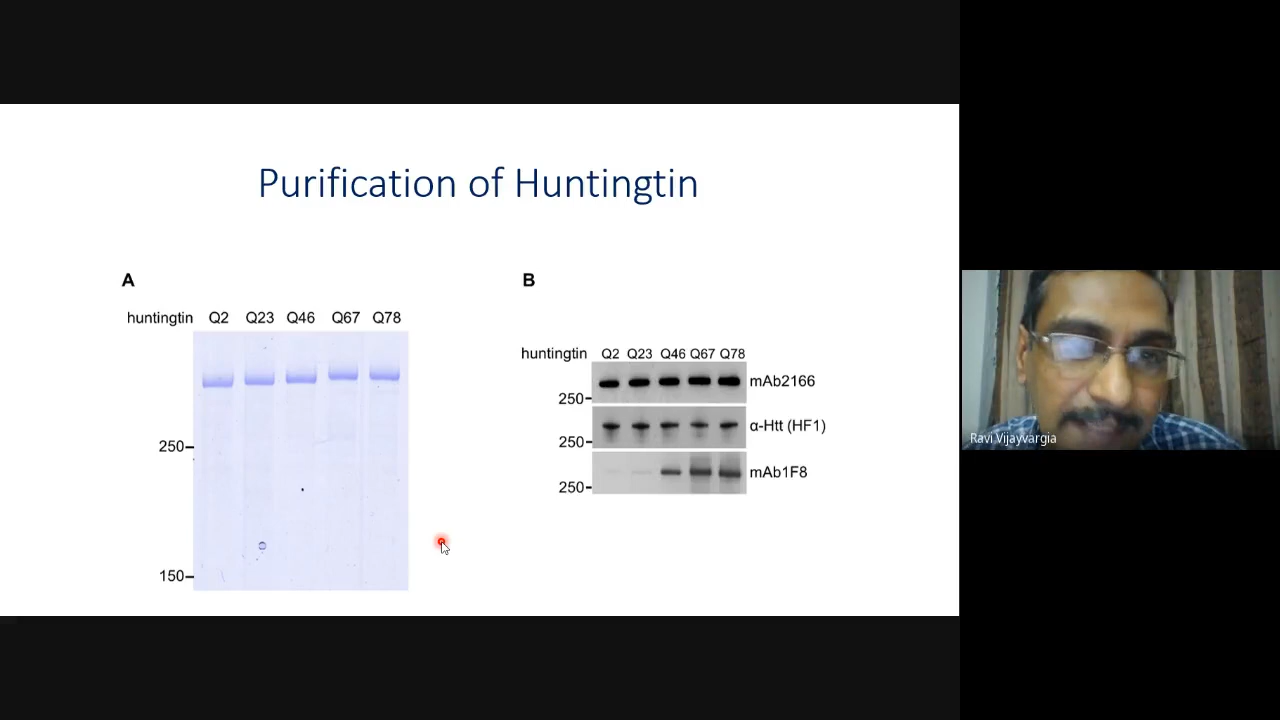 Purification of Huntingtin
A
huntingtin Q2 Q23 Q46 Q67 Q78
250
150
B
huntingtin Q2 Q23 Q46 Q67 Q78
250 mAb2166
250 α-Htt (HF1)
250 mAb1F8
Ravi Vijayvargia